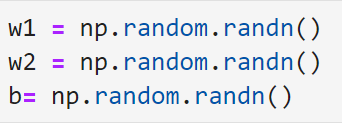 w1 = np.random.randn()
w2 = np.random.randn()
b= np.random.randn()